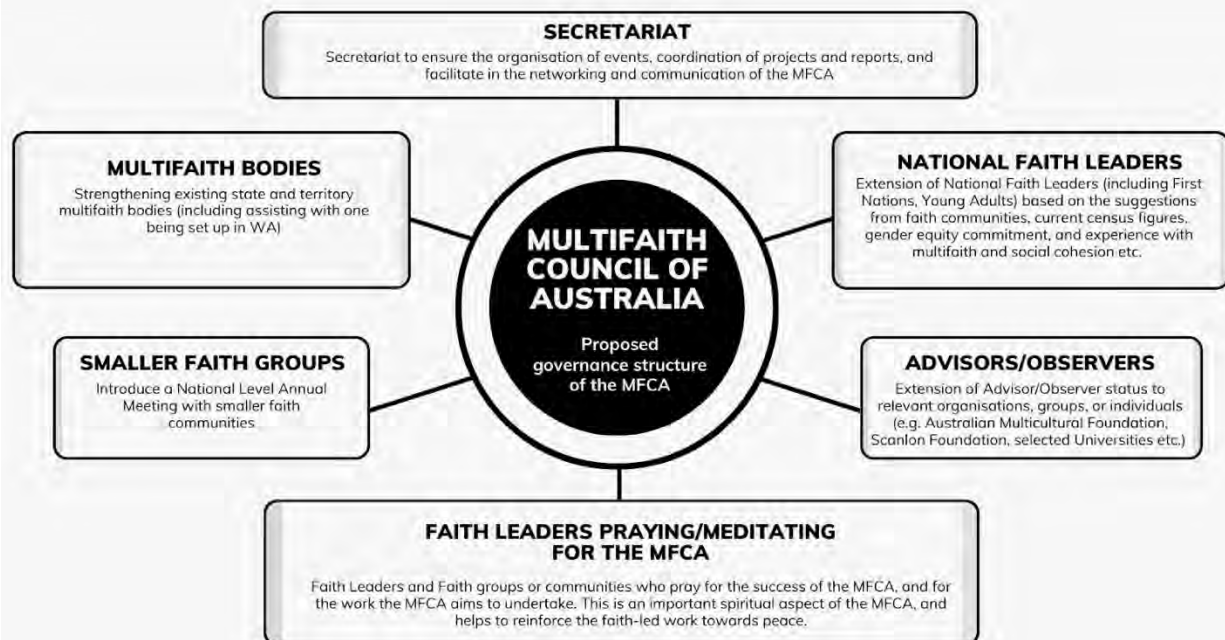 SECRETARIAT
Secretariat to ensure the organisation of events, coordination of projects and reports, and
facilitate in the networking and communication of the MFCA
MULTIFAITH BODIES
Strengthening existing state and territory
multifaith bodies (including assisting with one
being set up in WA)
NATIONAL FAITH LEADERS
Extension of National Faith Leaders (including First
Nations, Young Adults) based on the suggestions
from faith communities, current census figures,
gender equity commitment, and experience with
multifaith and social cohesion etc.
MULTIFAITH
COUNCIL OF
AUSTRALIA
Proposed
governance structure
of the MFCA
SMALLER FAITH GROUPS
Introduce a National Level Annual
Meeting with smaller faith
communities
ADVISORS/OBSERVERS
Extension of Advisor/Observer status to
relevant organisations, groups, or individuals
(e.g. Australian Multicultural Foundation,
Scanlon Foundation, selected Universities etc.)
FAITH LEADERS PRAYING/MEDITATING
FOR THE MFCA
Faith Leaders and Faith groups or communities who pray for the success of the MFCA, and for
the work the MFCA aims to undertake. This is an important spiritual aspect of the MFCA, and
helps to reinforce the faith-led work towards peace.